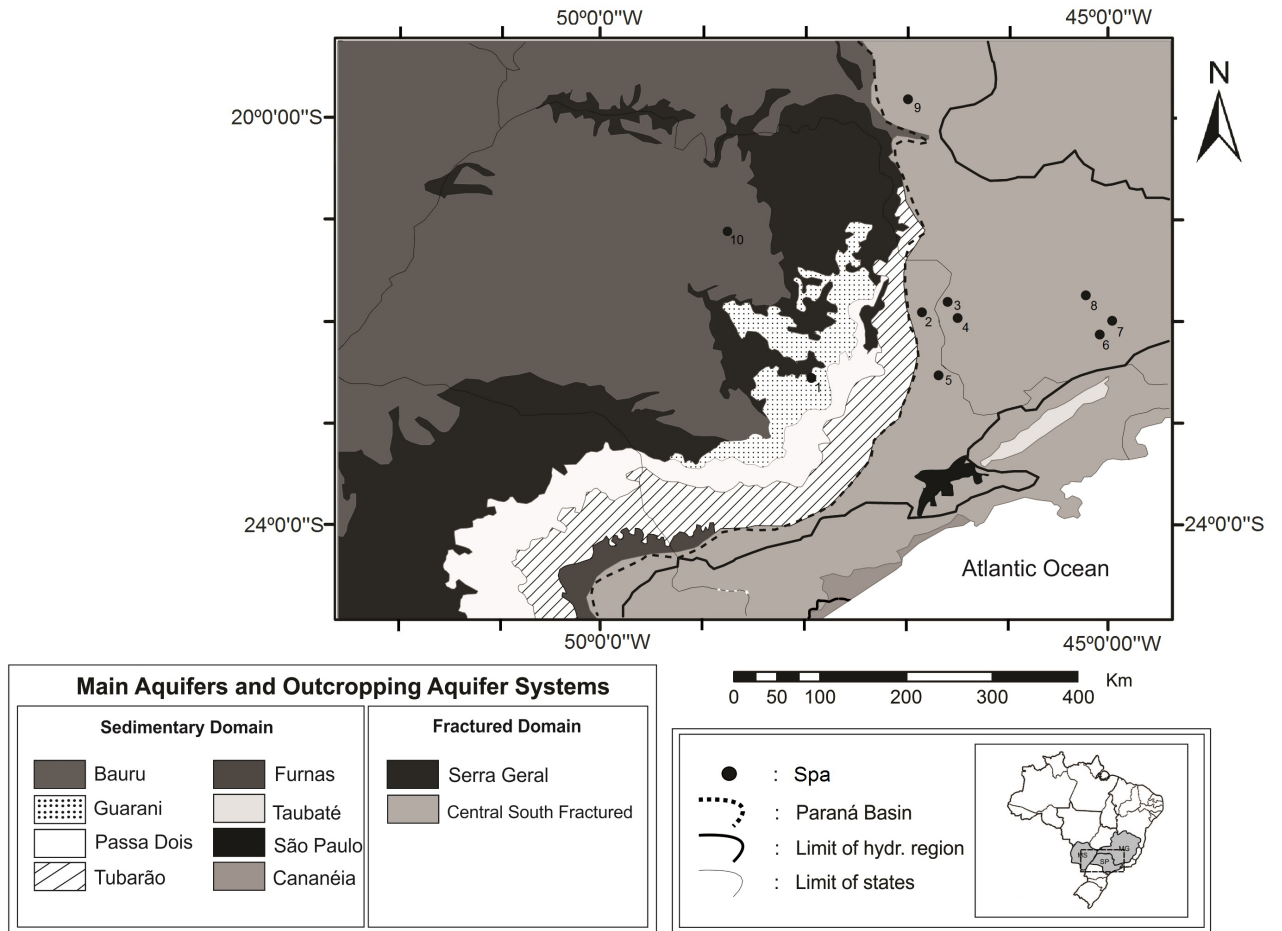 50º0'0''W
45º0'0''W
N
20º0'00''S
9
10
3
2
4
8
7
6
1
5
24º0'0''S
24º0'0''S
Atlantic Ocean
50º0'0''W
45º0'00''W
Main Aquifers and Outcropping Aquifer Systems
Sedimentary Domain
Bauru
Guarani
Passa Dois
Tubarão
Furnas
Taubaté
São Paulo
Cananéia
Fractured Domain
Serra Geral
Central South Fractured
Km
0 50 100 200 300 400
: Spa
: Paraná Basin
: Limit of hydr. region
: Limit of states
MS
MG
SP